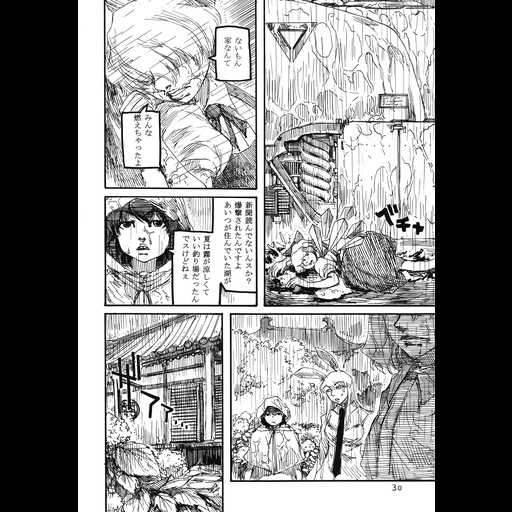 ベチャ
家なんて
ないもん
みんな
燃えちゃったよ
新聞読んでないんスか?
爆撃されたんですよ
あいつが住んでいた湖が
夏は霧が涼しくて
いい釣り場だったん
でスけどねぇ
ザァァ…
30